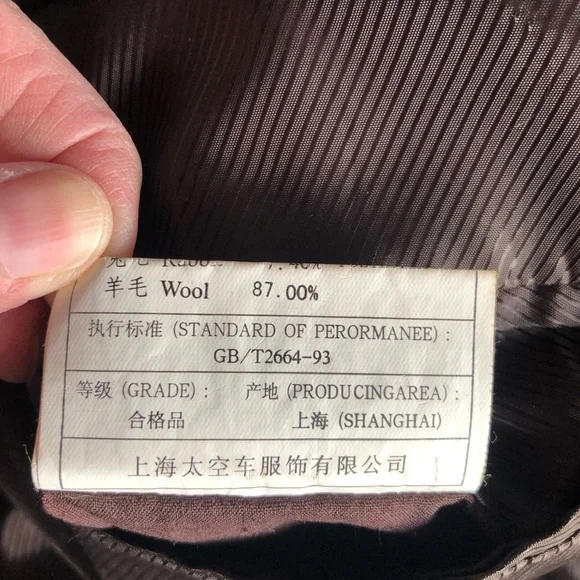 羊毛 Wool 87.00%
执行标准 (STANDARD OF PERORMANEE) :
GB/T2664-93
等级 (GRADE) : 产地 (PRODUCINGAREA) :
合格品 上海 (SHANGHAI)
上海太空车服饰有限公司